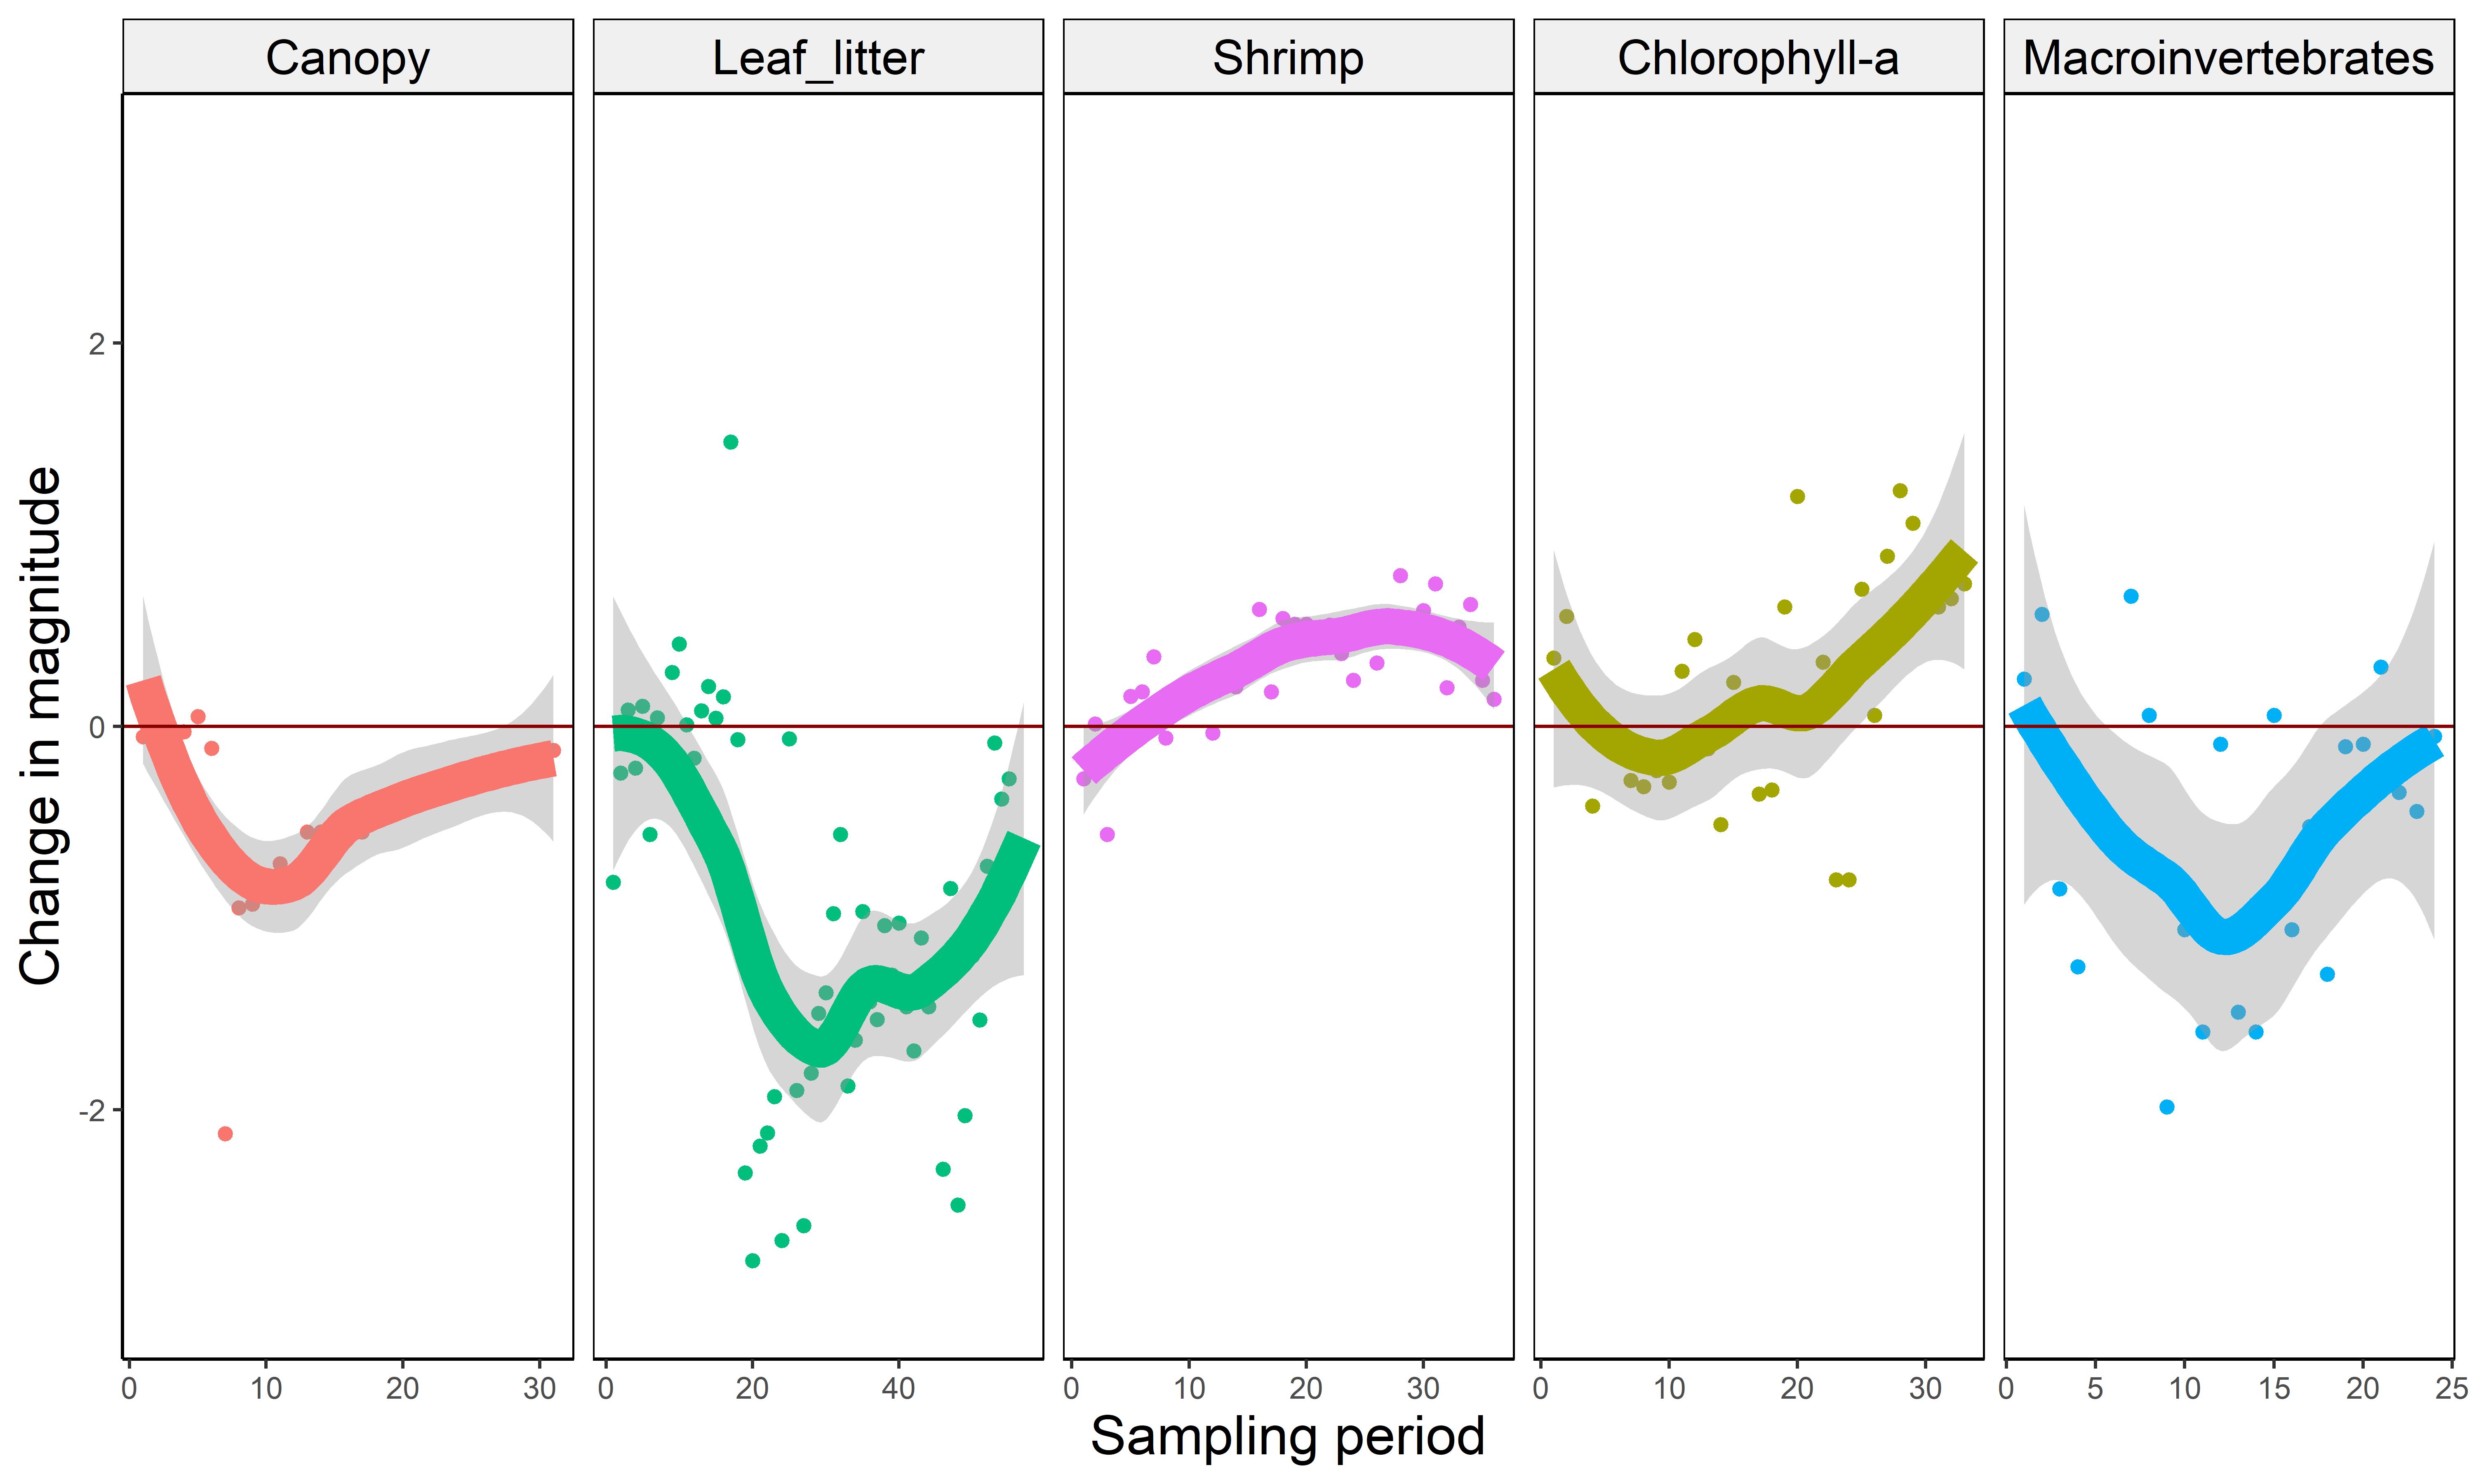 Canopy Leaf_litter Shrimp Chlorophyll-a Macroinvertebrates
Change in magnitude
2
0
-2
0 10 20 30 0 20 40 0 10 20 30 0 10 20 30 0 5 10 15 20 25
Sampling period